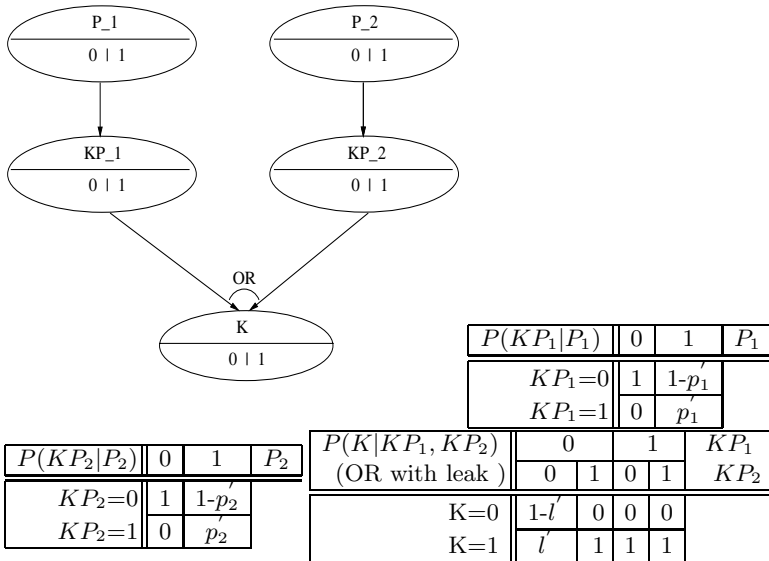 P_1 P_2
0 | 1 0 | 1
KP_1 KP_2
0 | 1 0 | 1
OR
K
0 | 1
P(KP₁|P₁) 0 1 P₁
KP₁=0 1 1-p₁′
KP₁=1 0 p₁′
P(KP₂|P₂) 0 1 P₂
KP₂=0 1 1-p₂′
KP₂=1 0 p₂′
P(K|KP₁, KP₂) 0 1 KP₁
(OR with leak ) 0 1 0 1 KP₂
K=0 1-l′ 0 0 0
K=1 l′ 1 1 1